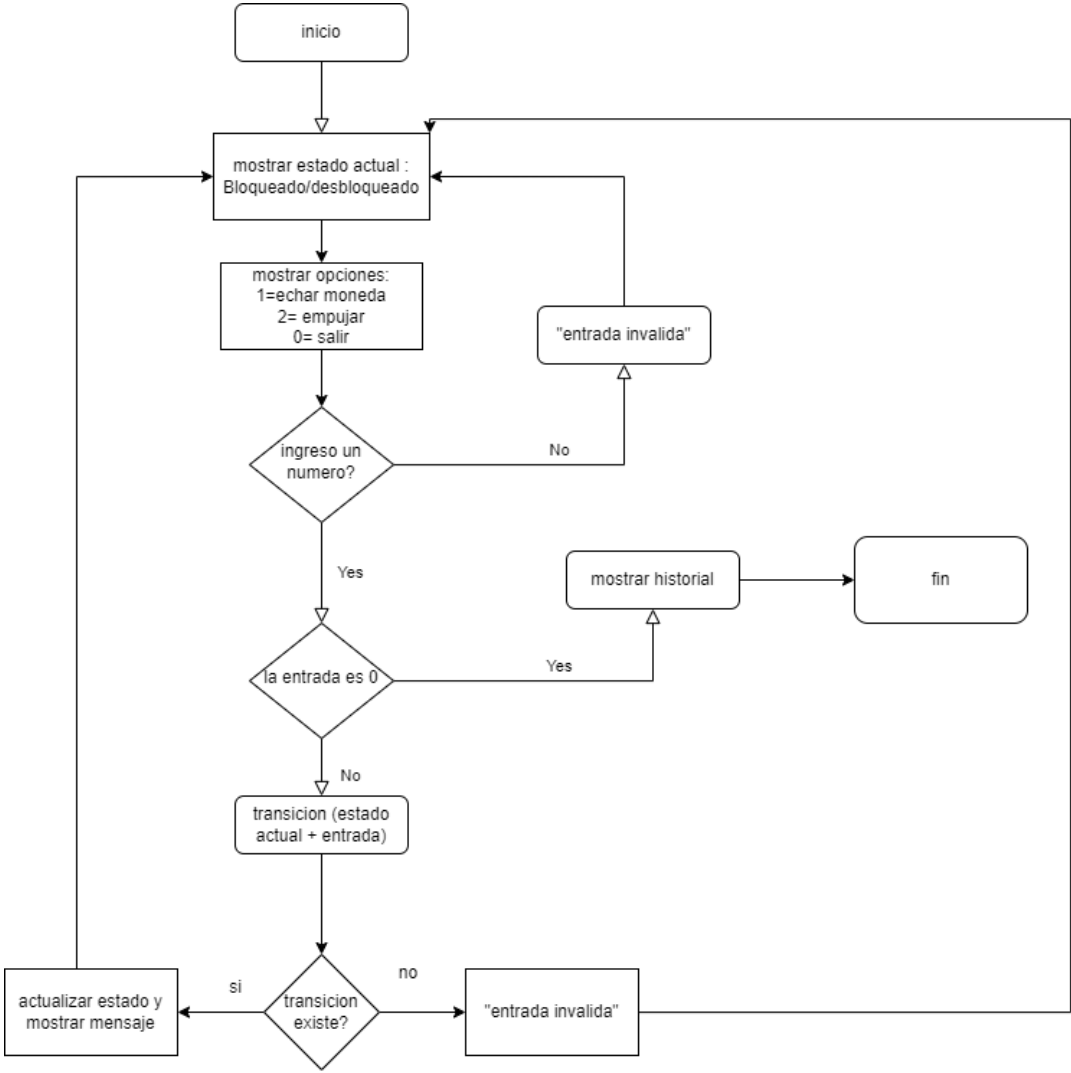 inicio
mostrar estado actual :
Bloqueado/desbloqueado
mostrar opciones:
1=echar moneda
2= empujar
0= salir
"entrada invalida"
ingreso un
numero?
No
Yes
mostrar historial
fin
la entrada es 0
Yes
No
transicion (estado
actual + entrada)
transicion
existe?
si
no
actualizar estado y
mostrar mensaje
"entrada invalida"